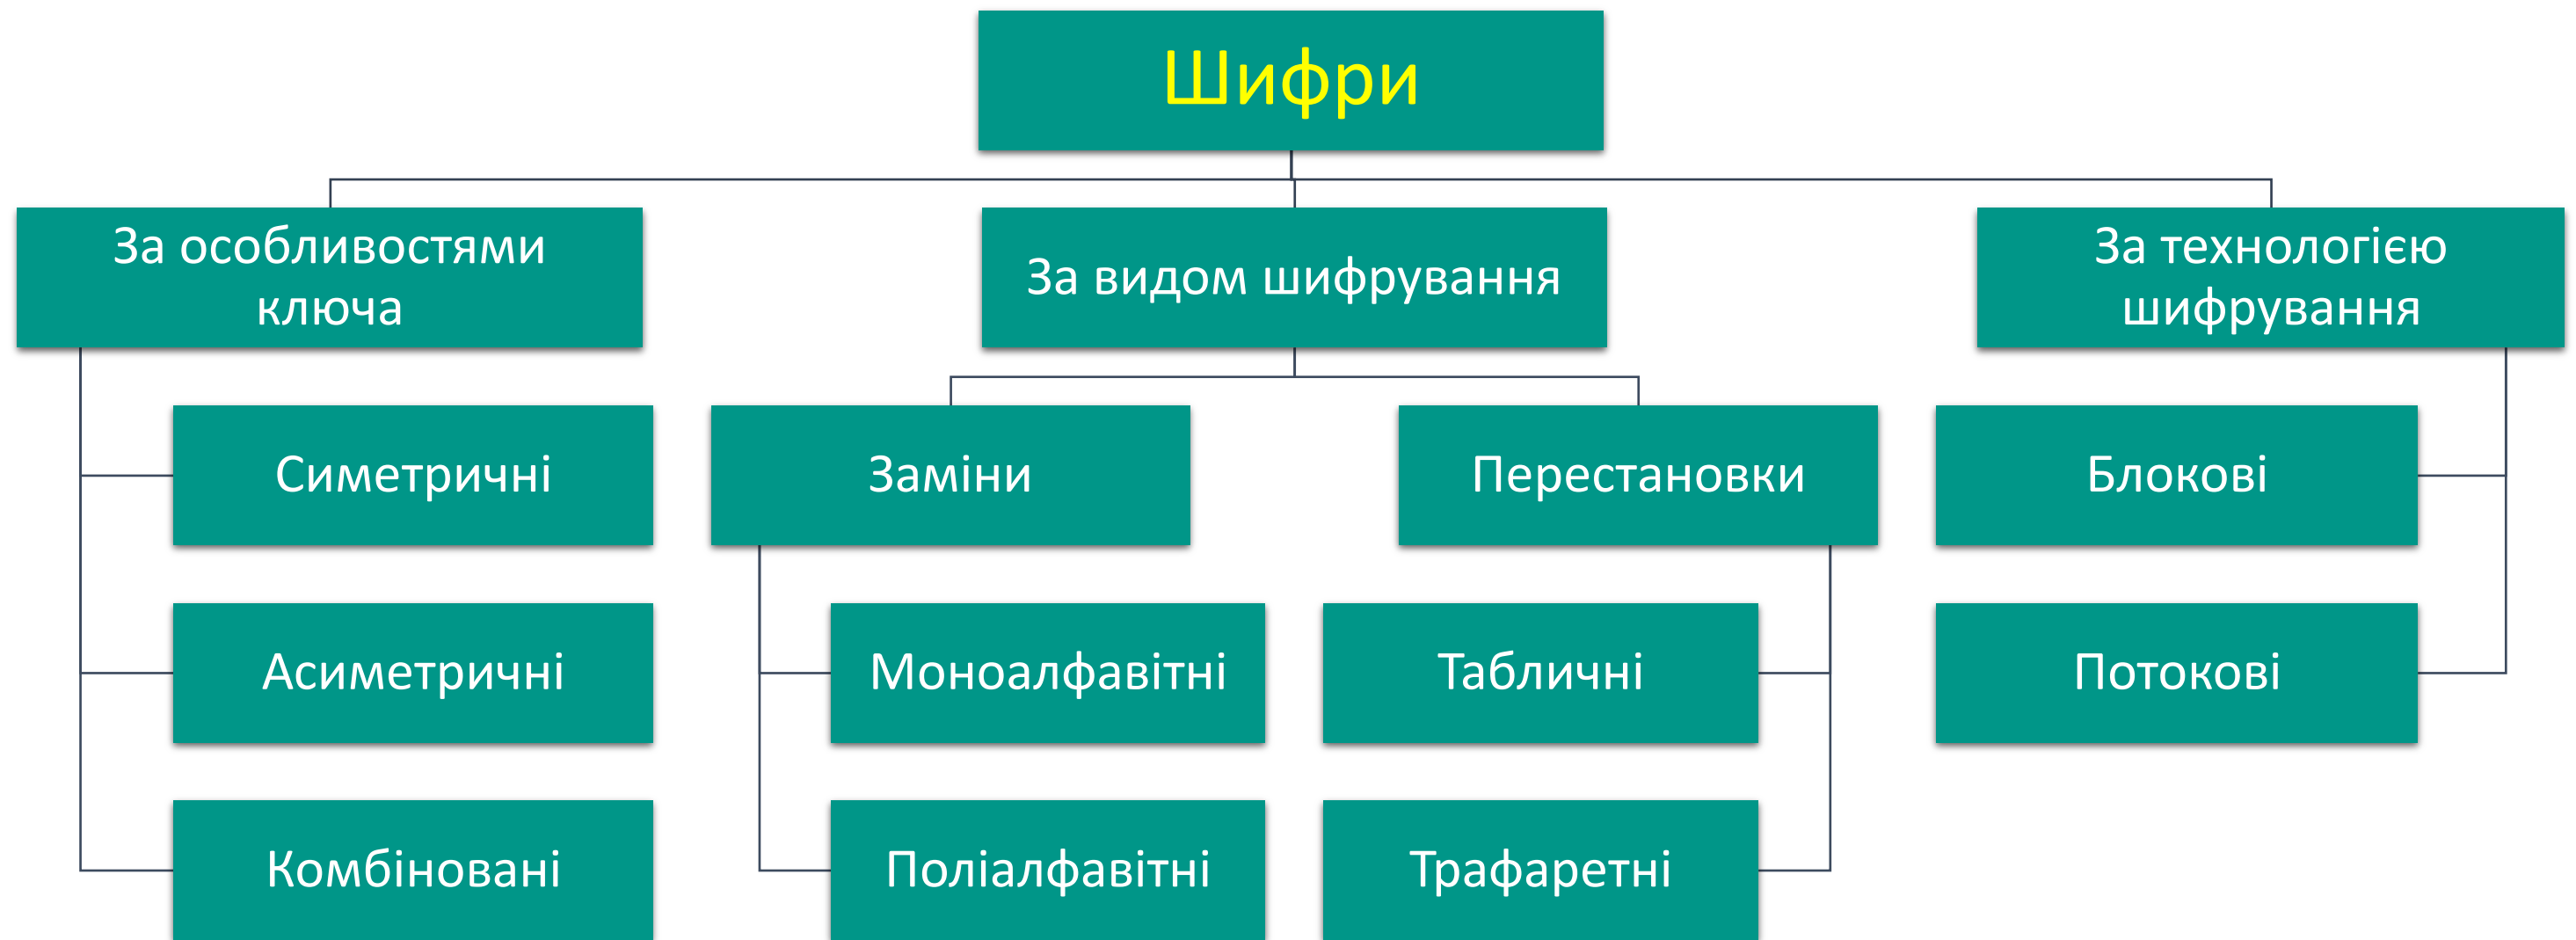 Шифри
За особливостями
ключа
За видом шифрування
За технологією
шифрування
Симетричні
Заміни
Перестановки
Блокові
Асиметричні
Моноалфавітні
Табличні
Потокові
Комбіновані
Поліалфавітні
Трафаретні